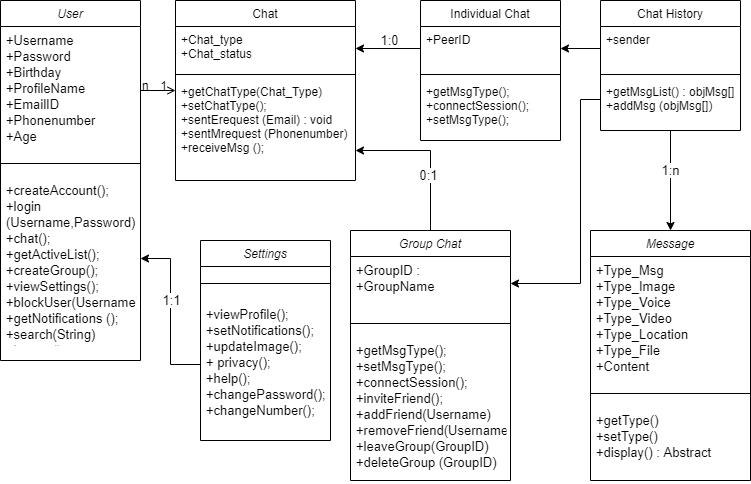 User
+Username
+Password
+Birthday
+ProfileName
+EmailID
+Phonenumber
+Age
+createAccount();
+login
(Username,Password)
+chat();
+getActiveList();
+createGroup();
+viewSettings();
+blockUser(Username
+getNotifications ();
+search(String)
n 1
Chat
+Chat_type
+Chat_status
+getChatType(Chat_Type)
+setChatType();
+sentErequest (Email) : void
+sentMrequest (Phonenumber)
+receiveMsg ();
1:0
Individual Chat
+PeerID
+getMsgType();
+connectSession();
+setMsgType();
Chat History
+sender
+getMsgList() : objMsg[]
+addMsg (objMsg[])
0:1
1:n
1:1
Settings
+viewProfile();
+setNotifications();
+updateImage();
+ privacy();
+help();
+changePassword();
+changeNumber();
Group Chat
+GroupID :
+GroupName
+getMsgType();
+setMsgType();
+connectSession();
+inviteFriend();
+addFriend(Username)
+removeFriend(Username
+leaveGroup(GroupID)
+deleteGroup (GroupID)
Message
+Type_Msg
+Type_Image
+Type_Voice
+Type_Video
+Type_Location
+Type_File
+Content
+getType()
+setType()
+display() : Abstract